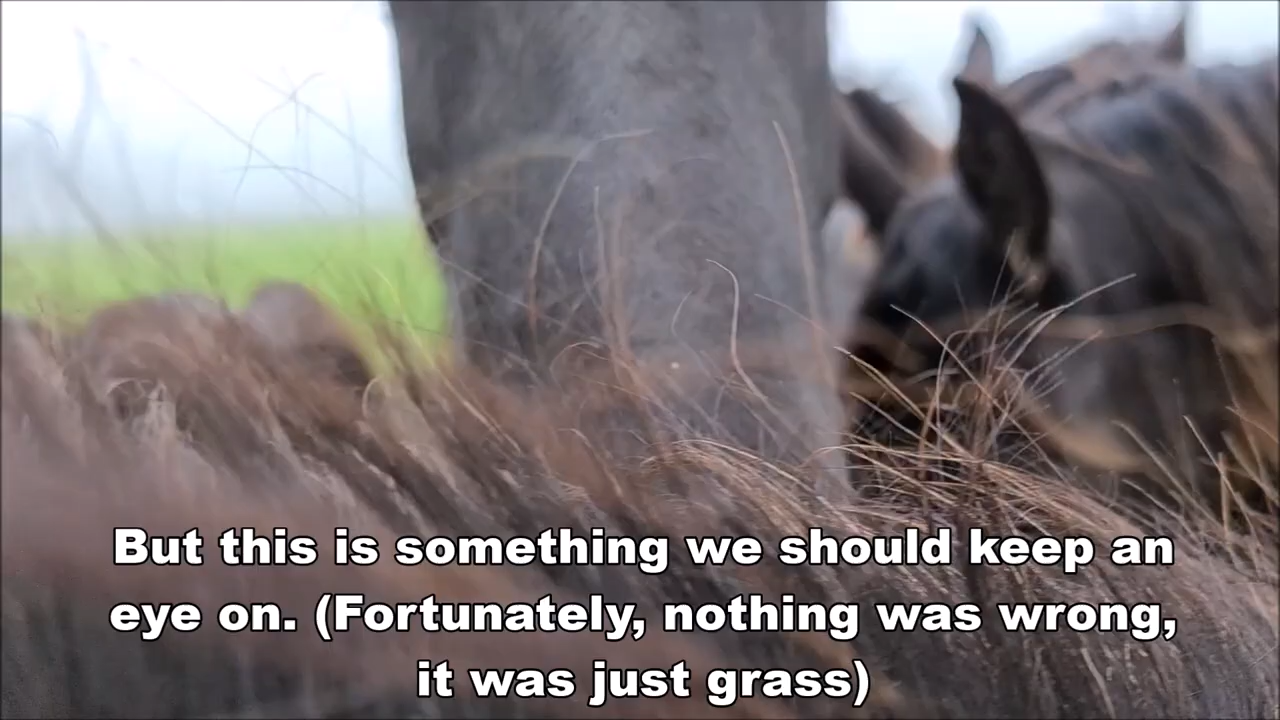 But this is something we should keep an
eye on. (Fortunately, nothing was wrong,
it was just grass)